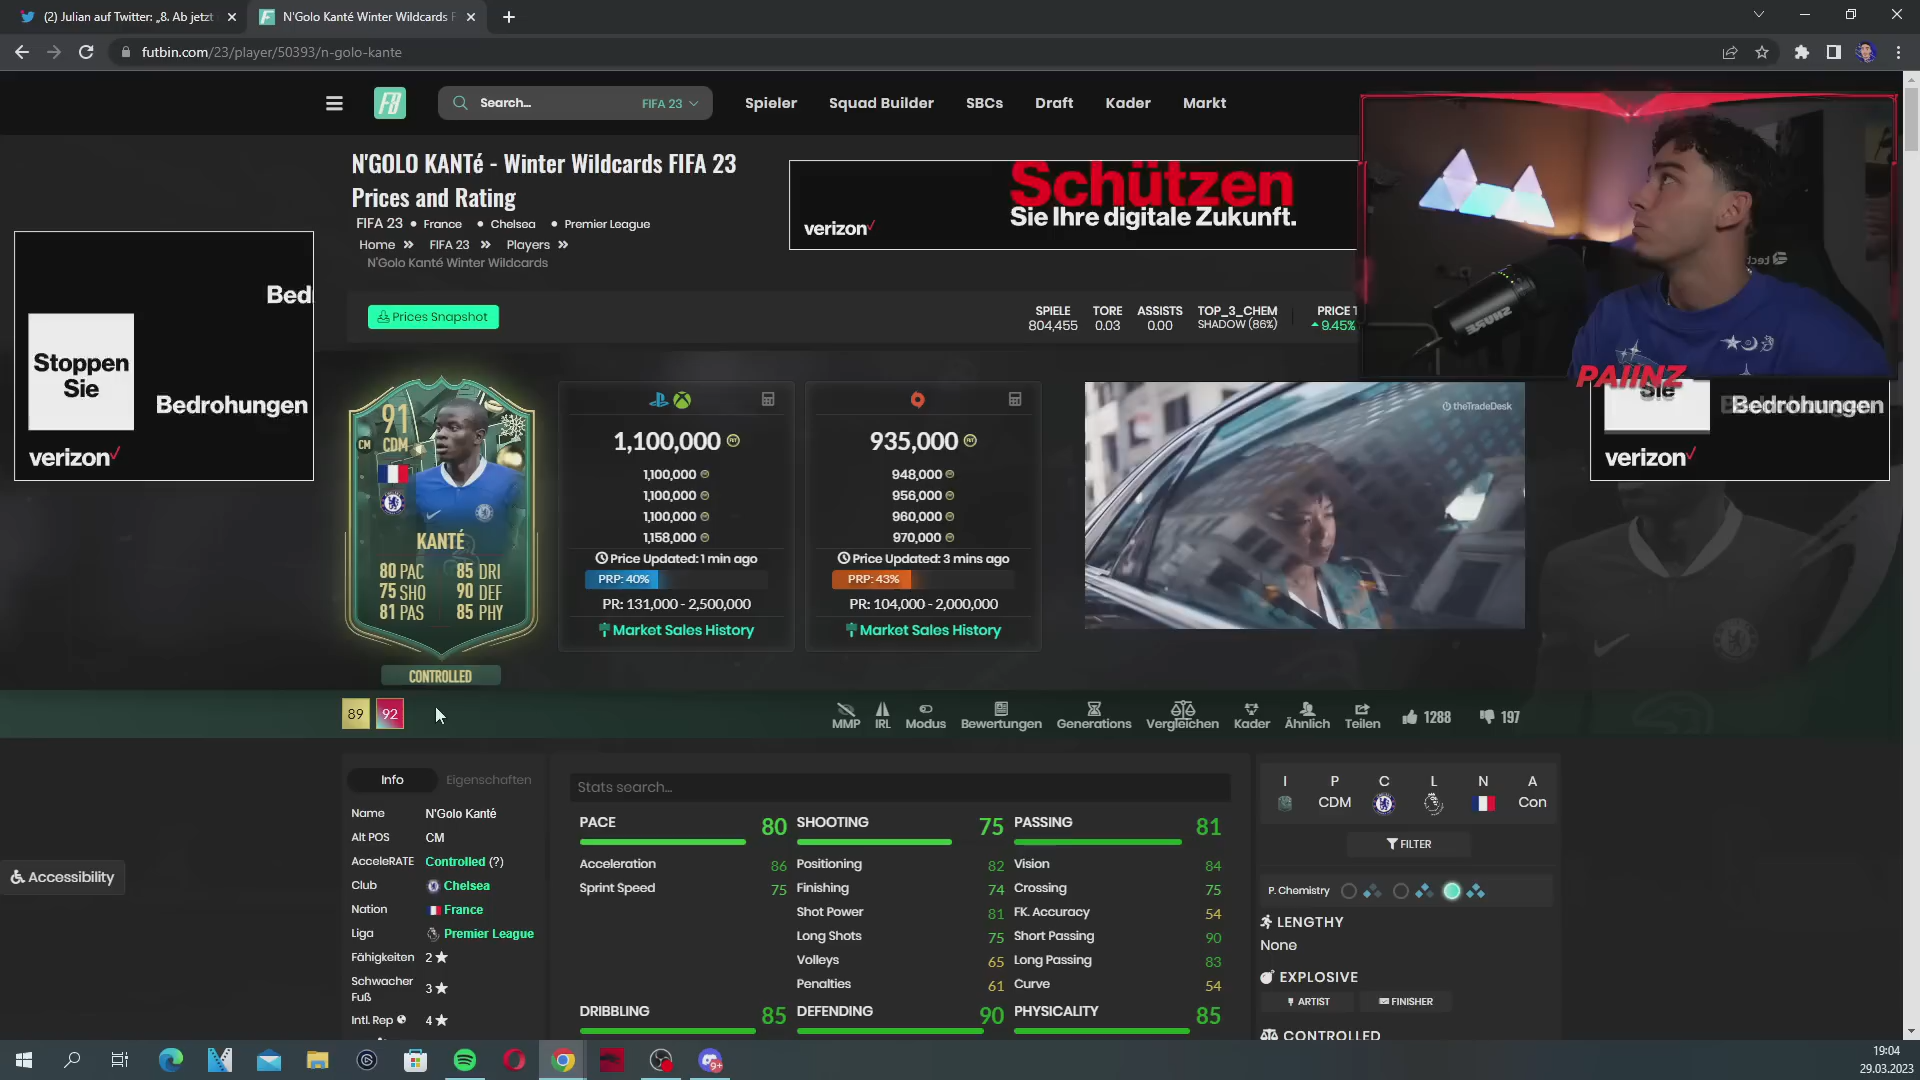 (2) Julian auf Twitter: „8. Ab jetzt
N'Golo Kanté Winter Wildcards F
futbin.com/23/player/50393/n-golo-kante
FB
Search...
FIFA 23
Spieler
Squad Builder
SBCs
Draft
Kader
Markt
N'GOLO KANTé - Winter Wildcards FIFA 23
Prices and Rating
FIFA 23 • France • Chelsea • Premier League
Home » FIFA 23 » Players »
N'Golo Kanté Winter Wildcards
Schützen
Sie Ihre digitale Zukunft.
verizon
Stoppen
Sie
Bedrohungen
verizon
Prices Snapshot
SPIELE
804,455
TORE
0.03
ASSISTS
0.00
TOP_3_CHEM
SHADOW (86%)
PRICE T
9.45%
SHURE
PAIINZ
Sie
Bedrohungen
verizon
91
CDM
CM
KANTÉ
80 PAC 85 DRI
75 SHO 90 DEF
81 PAS 85 PHY
CONTROLLED
1,100,000
1,100,000
1,100,000
1,100,000
1,158,000
Price Updated: 1 min ago
PRP: 40%
PR: 131,000 - 2,500,000
Market Sales History
935,000
948,000
956,000
960,000
970,000
Price Updated: 3 mins ago
PRP: 43%
PR: 104,000 - 2,000,000
Market Sales History
theTradeDesk
89 92
MMP
IRL
Modus
Bewertungen
Generations
Vergleichen
Kader
Ähnlich
Teilen
1288
197
Info Eigenschaften
Name N'Golo Kanté
Alt POS CM
AcceleRATE Controlled (?)
Club Chelsea
Nation France
Liga Premier League
Fähigkeiten 2 ★
Schwacher
Fuß 3 ★
Intl. Rep 4 ★
Stats search...
PACE 80
Acceleration 86
Sprint Speed 75
SHOOTING 75
Positioning 82
Finishing 74
Shot Power 81
Long Shots 75
Volleys 65
Penalties 61
PASSING 81
Vision 84
Crossing 75
FK. Accuracy 54
Short Passing 90
Long Passing 83
Curve 54
DRIBBLING 85
DEFENDING 90
PHYSICALITY 85
I P C L N A
CDM Con
FILTER
P. Chemistry
LENGTHY
None
EXPLOSIVE
ARTIST FINISHER
CONTROLLED
Accessibility
9+
19:04
29.03.2023